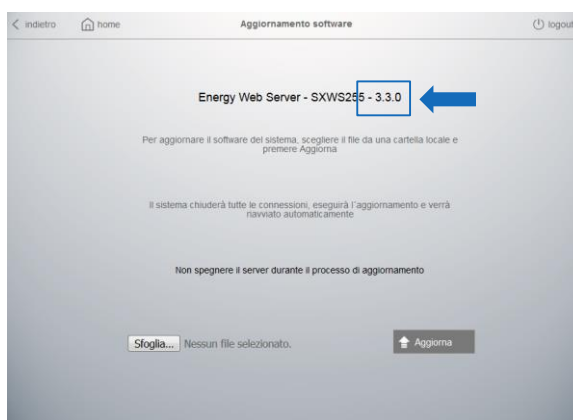 indietro home Aggiornamento software logout
Energy Web Server - SXWS255 - 3.3.0
Per aggiornare il software del sistema, scegliere il file da una cartella locale e
premere Aggiorna
Il sistema chiuderà tutte le connessioni, eseguirà l'aggiornamento e verrà
riavviato automaticamente
Non spegnere il server durante il processo di aggiornamento
Sfoglia... Nessun file selezionato. Aggiorna